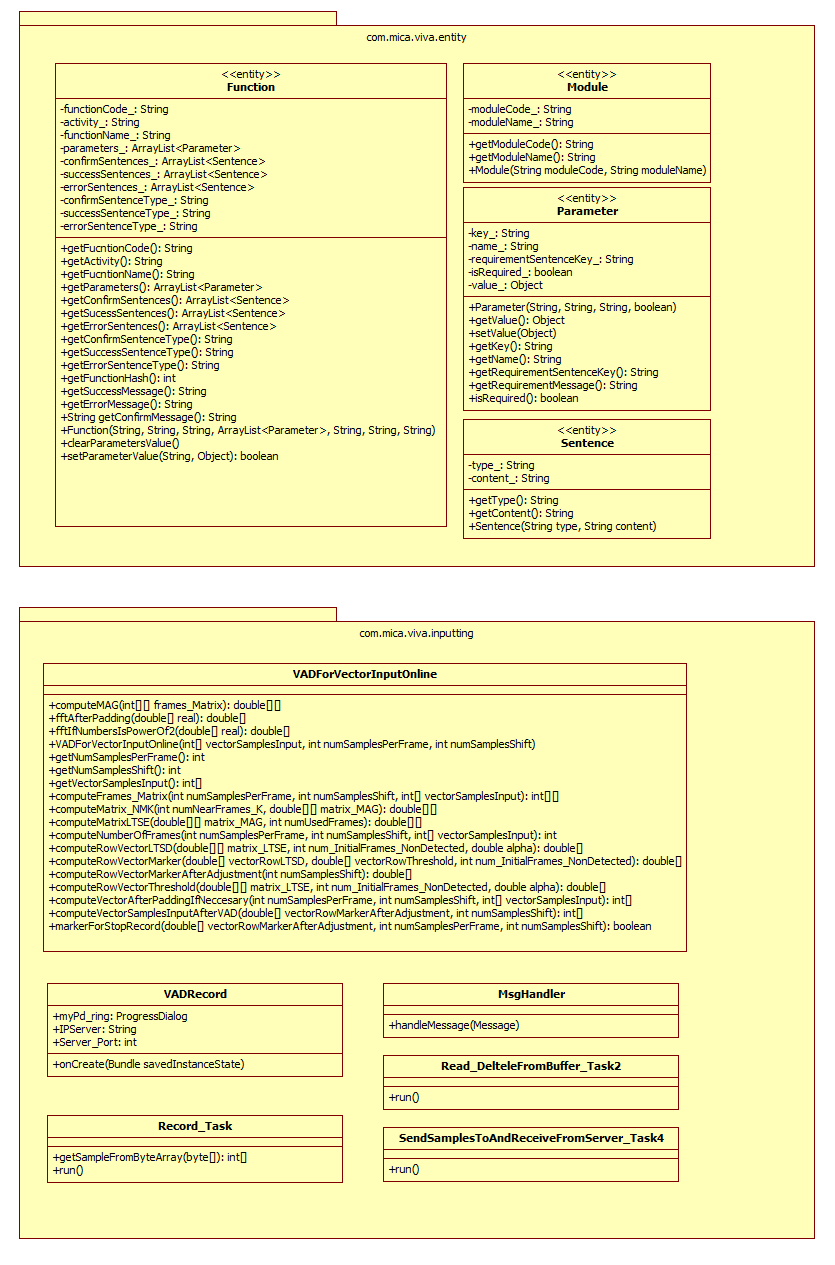 com.mica.viva.entity
<<entity>>
Function
-functionCode_: String
-activity_: String
-functionName_: String
-parameters_: ArrayList<Parameter>
-confirmSentences_: ArrayList<Sentence>
-successSentences_: ArrayList<Sentence>
-errorSentences_: ArrayList<Sentence>
-confirmSentenceType_: String
-successSentenceType_: String
-errorSentenceType_: String
+getFucntionCode(): String
+getActivity(): String
+getFucntionName(): String
+getParameters(): ArrayList<Parameter>
+getConfirmSentences(): ArrayList<Sentence>
+getSucessSentences(): ArrayList<Sentence>
+getErrorSentences(): ArrayList<Sentence>
+getConfirmSentenceType(): String
+getSuccessSentenceType(): String
+getErrorSentenceType(): String
+getFunctionHash(): int
+getSuccessMessage(): String
+getErrorMessage(): String
+String getConfirmMessage(): String
+Function(String, String, String, ArrayList<Parameter>, String, String, String)
+clearParametersValue()
+setParameterValue(String, Object): boolean
<<entity>>
Module
-moduleCode_: String
-moduleName_: String
+getModuleCode(): String
+getModuleName(): String
+Module(String moduleCode, String moduleName)
<<entity>>
Parameter
-key_: String
-name_: String
-requirementSentenceKey_: String
-isRequired_: boolean
-value_: Object
+Parameter(String, String, String, boolean)
+getValue(): Object
+setValue(Object)
+getKey(): String
+getName(): String
+getRequirementSentenceKey(): String
+getRequirementMessage(): String
+isRequired(): boolean
<<entity>>
Sentence
-type_: String
-content_: String
+getType(): String
+getContent(): String
+Sentence(String type, String content)
com.mica.viva.inputting
VADForVectorInputOnline
+computeMAG(int[][] frames_Matrix): double[][]
+fftAfterPadding(double[] real): double[]
+fftIfNumbersIsPowerOf2(double[] real): double[]
+VADForVectorInputOnline(int[] vectorSamplesInput, int numSamplesPerFrame, int numSamplesShift)
+getNumSamplesPerFrame(): int
+getNumSamplesShift(): int
+getVectorSamplesInput(): int[]
+computeFrames_Matrix(int numSamplesPerFrame, int numSamplesShift, int[] vectorSamplesInput): int[][]
+computeMatrix_NMK(int numNearFrames_K, double[][] matrix_MAG): double[][]
+computeMatrixLTSE(double[][] matrix_MAG, int numUsedFrames): double[][]
+computeNumberOfFrames(int numSamplesPerFrame, int numSamplesShift, int[] vectorSamplesInput): int
+computeRowVectorLTSD(double[][] matrix_LTSE, int num_InitialFrames_NonDetected, double alpha): double[]
+computeRowVectorMarker(double[] vectorRowLTSD, double[] vectorRowThreshold, int num_InitialFrames_NonDetected): double[]
+computeRowVectorMarkerAfterAdjustment(int numSamplesShift): double[]
+computeRowVectorThreshold(double[][] matrix_LTSE, int num_InitialFrames_NonDetected, double alpha): double[]
+computeVectorAfterPaddingIfNeccesary(int numSamplesPerFrame, int numSamplesShift, int[] vectorSamplesInput): int[]
+computeVectorSamplesInputAfterVAD(double[] vectorRowMarkerAfterAdjustment, int numSamplesShift): int[]
+markerForStopRecord(double[] vectorRowMarkerAfterAdjustment, int numSamplesPerFrame, int numSamplesShift): boolean
VADRecord
+myPd_ring: ProgressDialog
+IPServer: String
+Server_Port: int
+onCreate(Bundle savedInstanceState)
MsgHandler
+handleMessage(Message)
Read_DelteleFromBuffer_Task2
+run()
Record_Task
+getSampleFromByteArray(byte[]): int[]
+run()
SendSamplesToAndReceiveFromServer_Task4
+run()